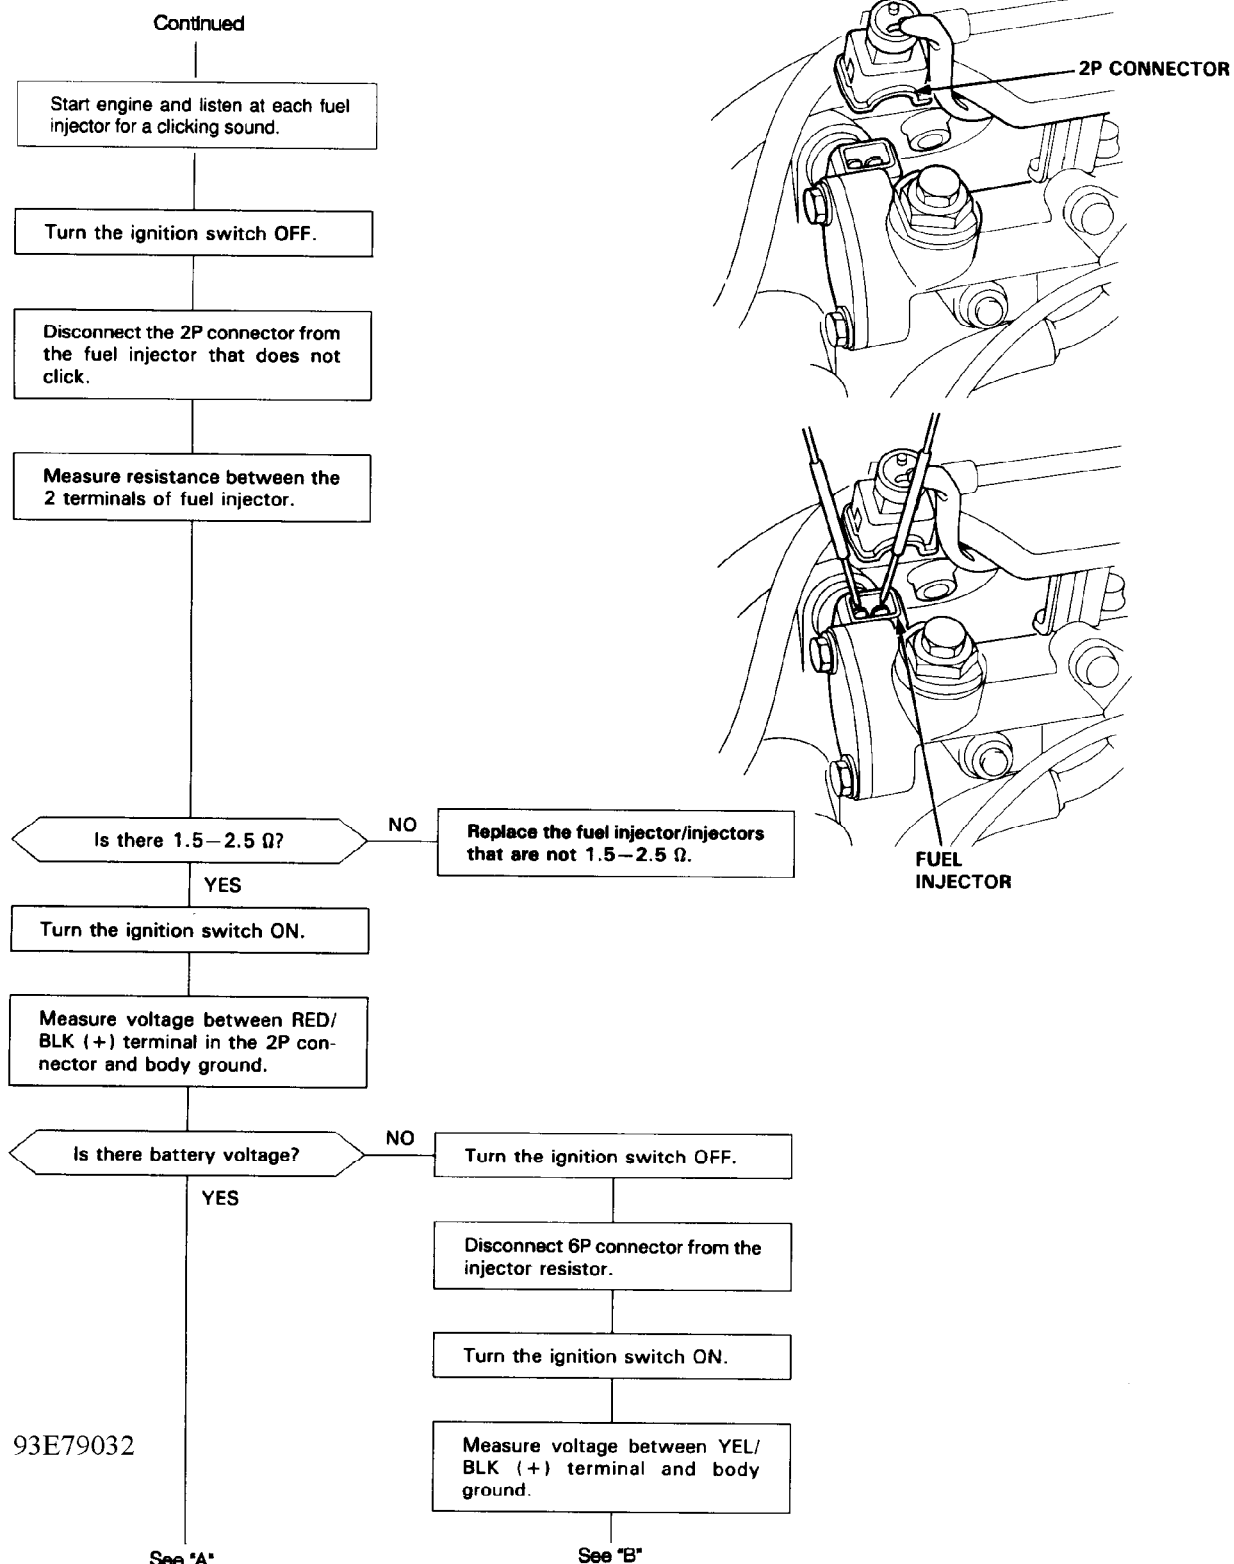 Continued
Start engine and listen at each fuel
injector for a clicking sound.
Turn the ignition switch OFF.
Disconnect the 2P connector from
the fuel injector that does not
click.
Measure resistance between the
2 terminals of fuel injector.
2P CONNECTOR
FUEL
INJECTOR
Is there 1.5–2.5 Ω?
NO
Replace the fuel injector/injectors
that are not 1.5–2.5 Ω.
YES
Turn the ignition switch ON.
Measure voltage between RED/
BLK (+) terminal in the 2P con-
nector and body ground.
Is there battery voltage?
NO
Turn the ignition switch OFF.
YES
Disconnect 6P connector from the
injector resistor.
Turn the ignition switch ON.
Measure voltage between YEL/
BLK (+) terminal and body
ground.
93E79032
See "A"
See "B"